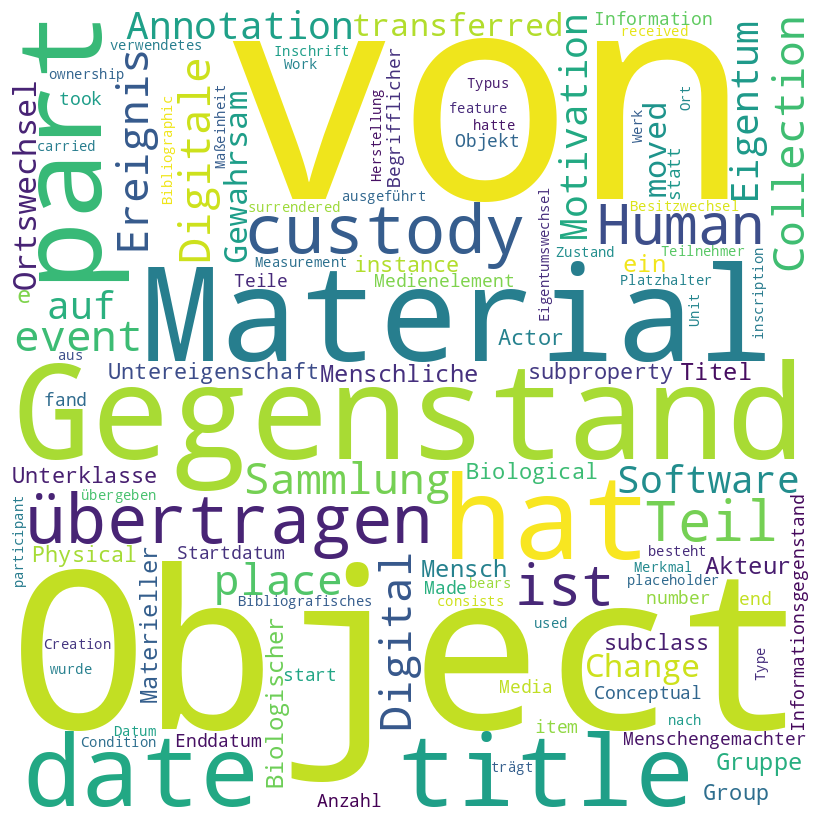 Annotation
transferred
Information
received
verwendetes
Inschrift
Work
ownership
took
carried
part
Ortswechsel
Ereignis
Bibliographic
Digitale
Maßeinheit
Gewahrsam
von
Typus
feature
hatte
Objekt
Herstellung
Begrifflicher
ausgeführt
surrendered
Motivation
Werk
moved
statt
Ort
Eigentum
Collection
custody
Human
Besitzwechsel
Eigentumswechsel
Zustand
Teilnehmer
Measurement
instance
ein
Teile
Medienelement
Platzhalter
Unit
inscription
e
auf
event
Material
Actor
aus
Untereigenschaft
Menschliche
subproperty
Titel
Gegenstand
fand
Unterklasse
Sammlung
Biological
Software
übergeben
übertragen
hat
Teil
participant
Physical
Startdatum
place
Mensch
Made
bears
ist
besteht
Merkmal
placeholder
Akteur
Informationsgegenstand
Materieller
Bibliografisches
Digital
consists
number
end
Object
Creation
wurde
used
subclass
Change
Type
Biologischer
start
Media
Conceptual
item
nach
Datum
Condition
Enddatum
Menschengemachter
date
title
trägt
Gruppe
Anzahl
Group